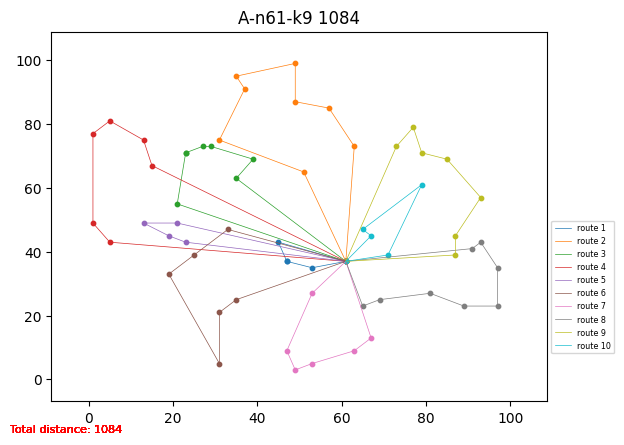 A-n61-k9 1084
100
80
60
40
20
0
0 20 40 60 80 100
route 1
route 2
route 3
route 4
route 5
route 6
route 7
route 8
route 9
route 10
Total distance: 1084